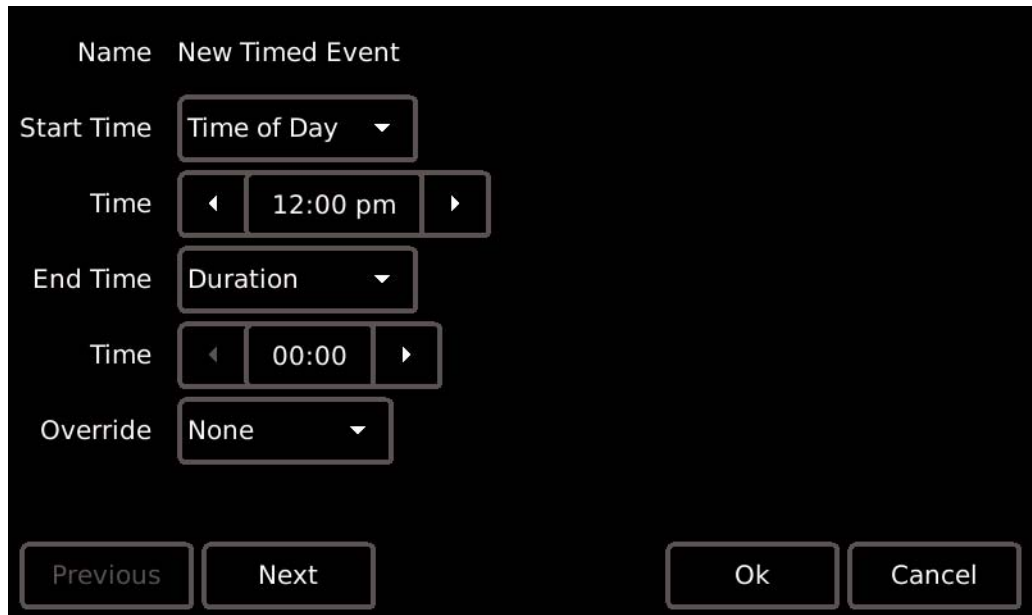 Name New Timed Event
Start Time Time of Day
Time 12:00 pm
End Time Duration
Time 00:00
Override None
Previous Next Ok Cancel